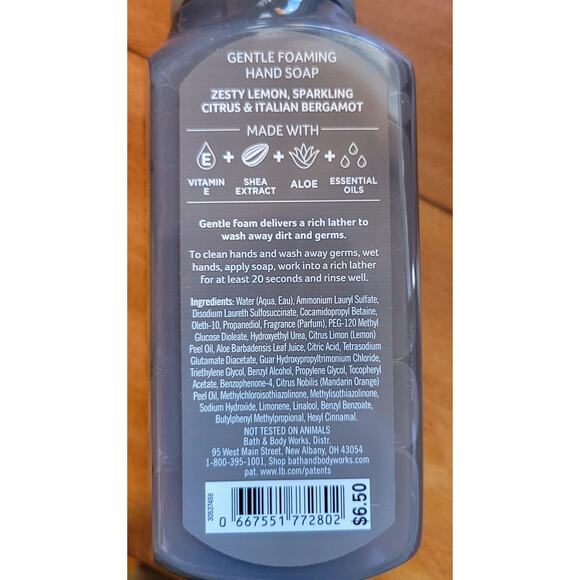 GENTLE FOAMING
HAND SOAP
ZESTY LEMON, SPARKLING
CITRUS & ITALIAN BERGAMOT
MADE WITH
E + + +
VITAMIN E SHEA EXTRACT ALOE ESSENTIAL OILS
Gentle foam delivers a rich lather to
wash away dirt and germs.
To clean hands and wash away germs, wet
hands, apply soap, work into a rich lather
for at least 20 seconds and rinse well.
Ingredients: Water (Aqua, Eau), Ammonium Lauryl Sulfate,
Disodium Laureth Sulfosuccinate, Cocamidopropyl Betaine,
Oleth-10, Propanediol, Fragrance (Parfum), PEG-120 Methyl
Glucose Dioleate, Hydroxyethyl Urea, Citrus Limon (Lemon)
Peel Oil, Aloe Barbadensis Leaf Juice, Citric Acid, Tetrasodium
Glutamate Diacetate, Guar Hydroxypropyltrimonium Chloride,
Triethylene Glycol, Benzyl Alcohol, Propylene Glycol, Tocopheryl
Acetate, Benzophenone-4, Citrus Nobilis (Mandarin Orange)
Peel Oil, Methylchloroisothiazolinone, Methylisothiazolinone,
Sodium Hydroxide, Limonene, Linalool, Benzyl Benzoate,
Butylphenyl Methylpropional, Hexyl Cinnamal.
NOT TESTED ON ANIMALS
Bath & Body Works, Distr.
95 West Main Street, New Albany, OH 43054
1-800-395-1001, Shop bathandbodyworks.com
pat. www.lb.com/patents
30537459
0 667551 772802
$6.50